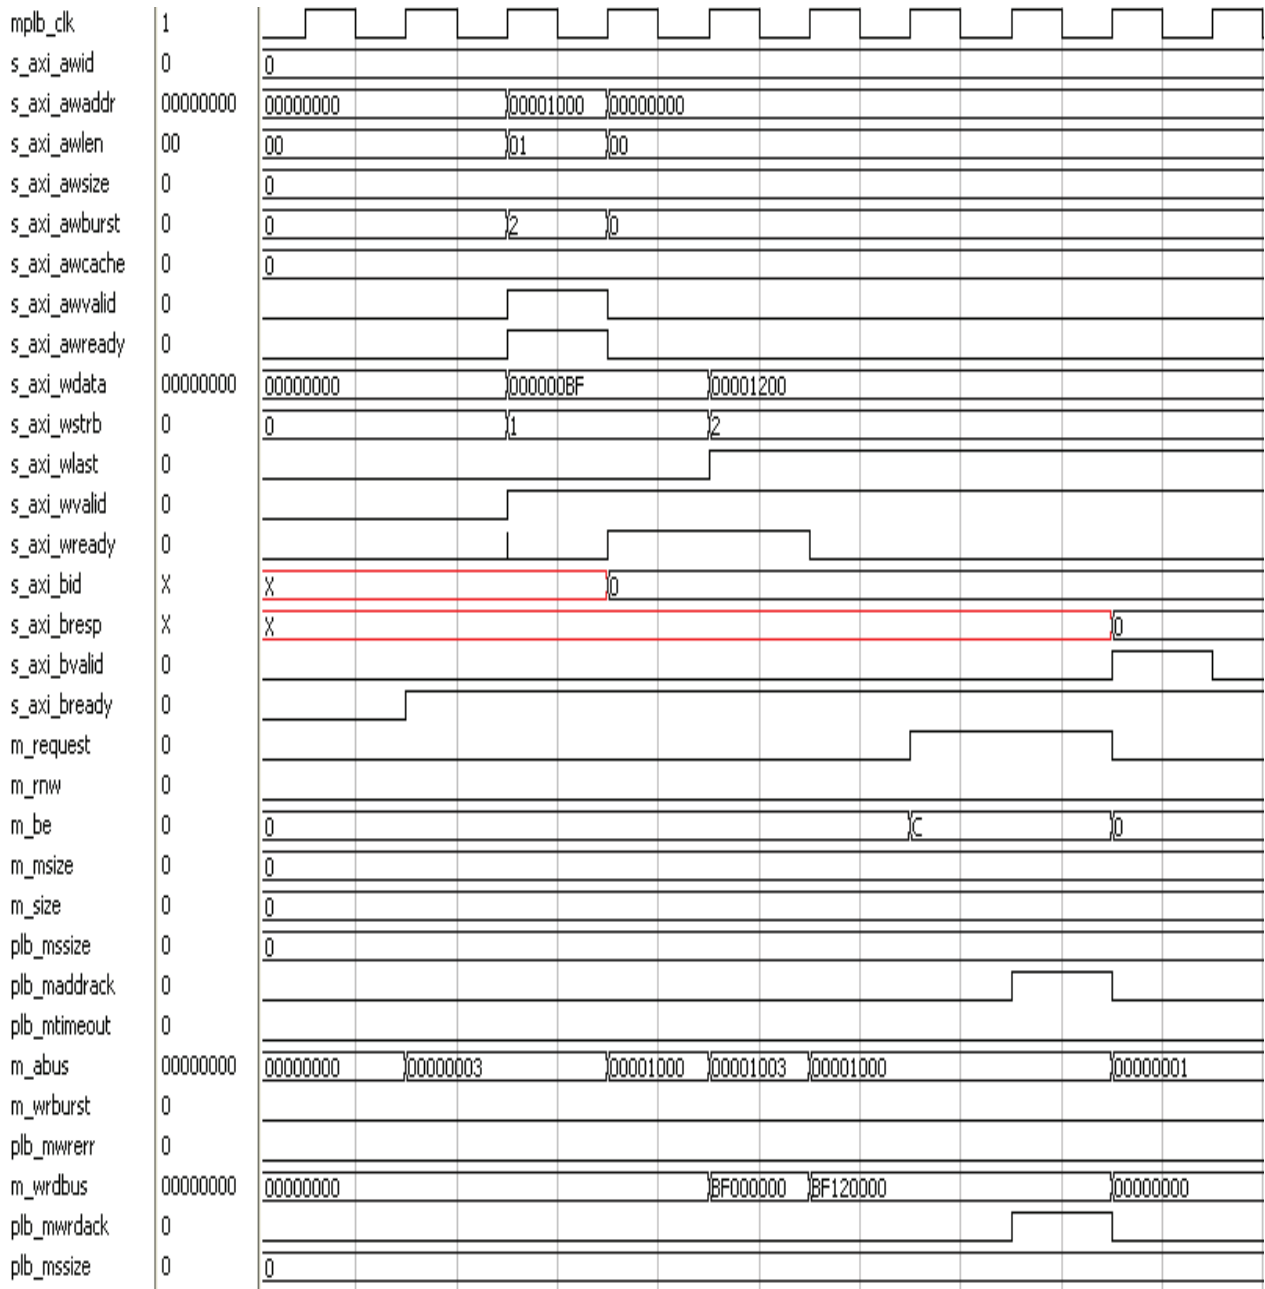 mplb_clk 1
s_axi_awid 0 0
s_axi_awaddr 00000000 00000000 00001000 00000000
s_axi_awlen 00 00 01 00
s_axi_awsize 0 0
s_axi_awburst 0 0 2 0
s_axi_awcache 0 0
s_axi_awvalid 0
s_axi_awready 0
s_axi_wdata 00000000 00000000 000000BF 00001200
s_axi_wstrb 0 0 1 2
s_axi_wlast 0
s_axi_wvalid 0
s_axi_wready 0
s_axi_bid X X 0
s_axi_bresp X X 0
s_axi_bvalid 0
s_axi_bready 0
m_request 0
m_rnw 0
m_be 0 0 C 0
m_msize 0 0
m_size 0 0
plb_mssize 0 0
plb_maddrack 0
plb_mtimeout 0
m_abus 00000000 00000000 00000003 00001000 00001003 00001000 00000001
m_wrburst 0
plb_mwrerr 0
m_wrdbus 00000000 00000000 BF000000 BF120000 00000000
plb_mwrdack 0
plb_mssize 0 0